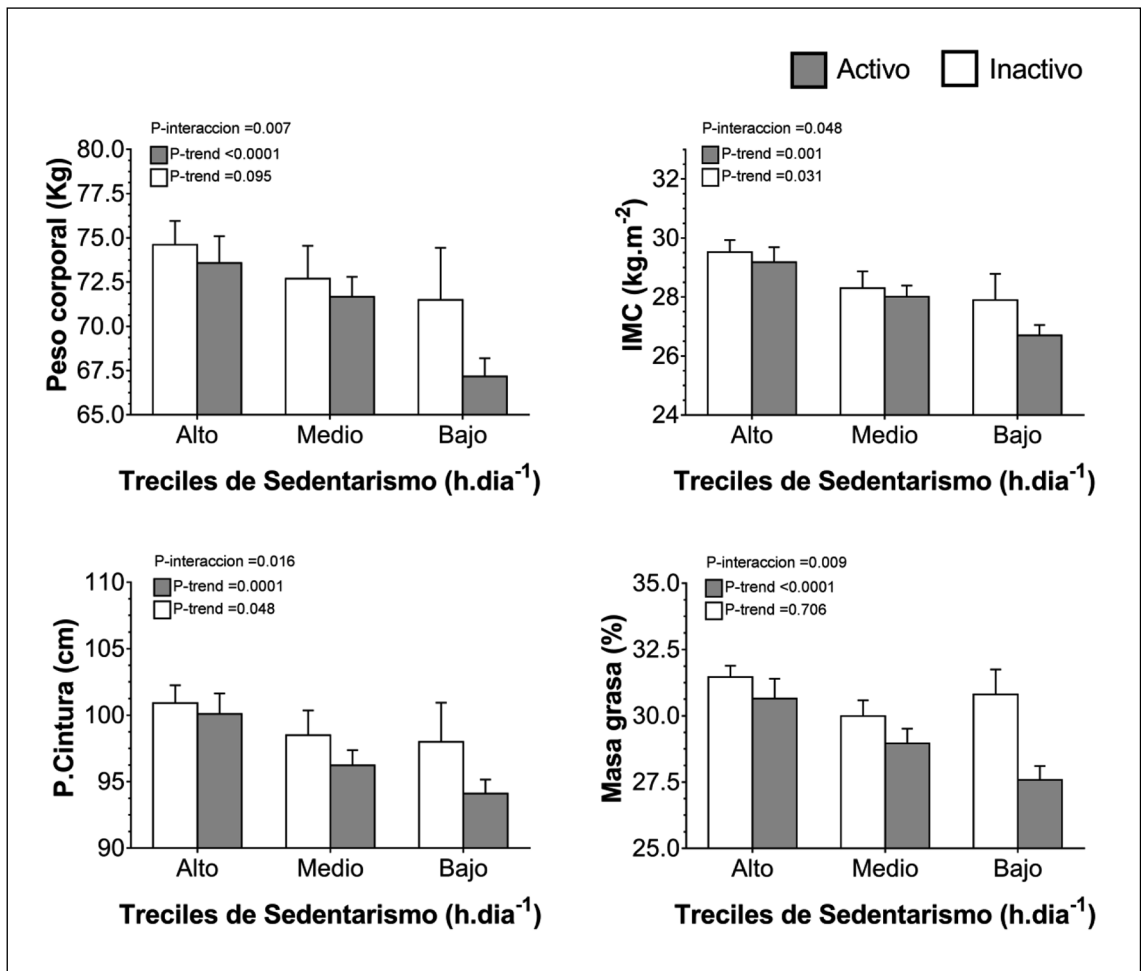 Activo
Inactivo
P-interaccion =0.007
P-trend <0.0001
P-trend =0.095
Peso corporal (Kg)
80.0
77.5
75.0
72.5
70.0
67.5
65.0
Alto Medio Bajo
Treciles de Sedentarismo (h.dia⁻¹)
P-interaccion =0.048
P-trend =0.001
P-trend =0.031
IMC (kg.m⁻²)
32
30
28
26
24
Alto Medio Bajo
Treciles de Sedentarismo (h.dia⁻¹)
P-interaccion =0.016
P-trend =0.0001
P-trend =0.048
P.Cintura (cm)
110
105
100
95
90
Alto Medio Bajo
Treciles de Sedentarismo (h.dia⁻¹)
P-interaccion =0.009
P-trend <0.0001
P-trend =0.706
Masa grasa (%)
35.0
32.5
30.0
27.5
25.0
Alto Medio Bajo
Treciles de Sedentarismo (h.dia⁻¹)